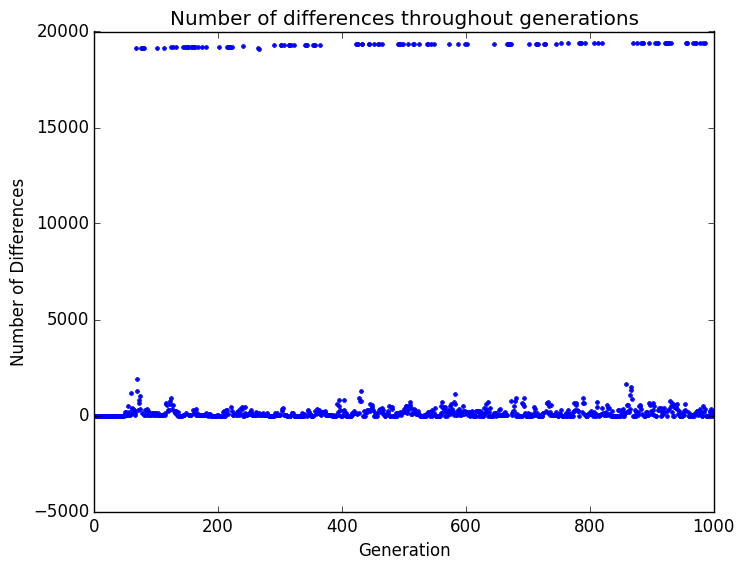 Number of differences throughout generations
20000
15000
10000
5000
0
−5000
0 200 400 600 800 1000
Number of Differences
Generation